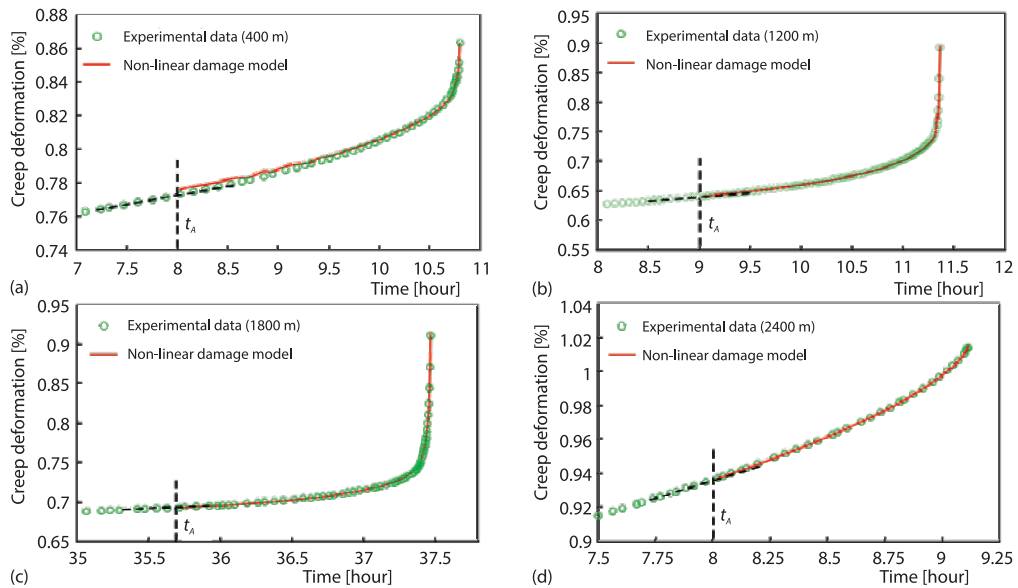 Creep deformation [%]
0.88
0.86
0.84
0.82
0.8
0.78
0.76
0.74
Experimental data (400 m)
Non-linear damage model
t_A
7 7.5 8 8.5 9 9.5 10 10.5 11
(a) Time [hour]
Creep deformation [%]
0.95
0.9
0.85
0.8
0.75
0.7
0.65
0.6
0.55
Experimental data (1200 m)
Non-linear damage model
t_A
8 8.5 9 9.5 10 10.5 11 11.5 12
(b) Time [hour]
Creep deformation [%]
0.95
0.9
0.85
0.8
0.75
0.7
0.65
Experimental data (1800 m)
Non-linear damage model
t_A
35 35.5 36 36.5 37 37.5
(c) Time [hour]
Creep deformation [%]
1.04
1.02
1
0.98
0.96
0.94
0.92
0.9
Experimental data (2400 m)
Non-linear damage model
t_A
7.5 7.75 8 8.25 8.5 8.75 9 9.25
(d) Time [hour]